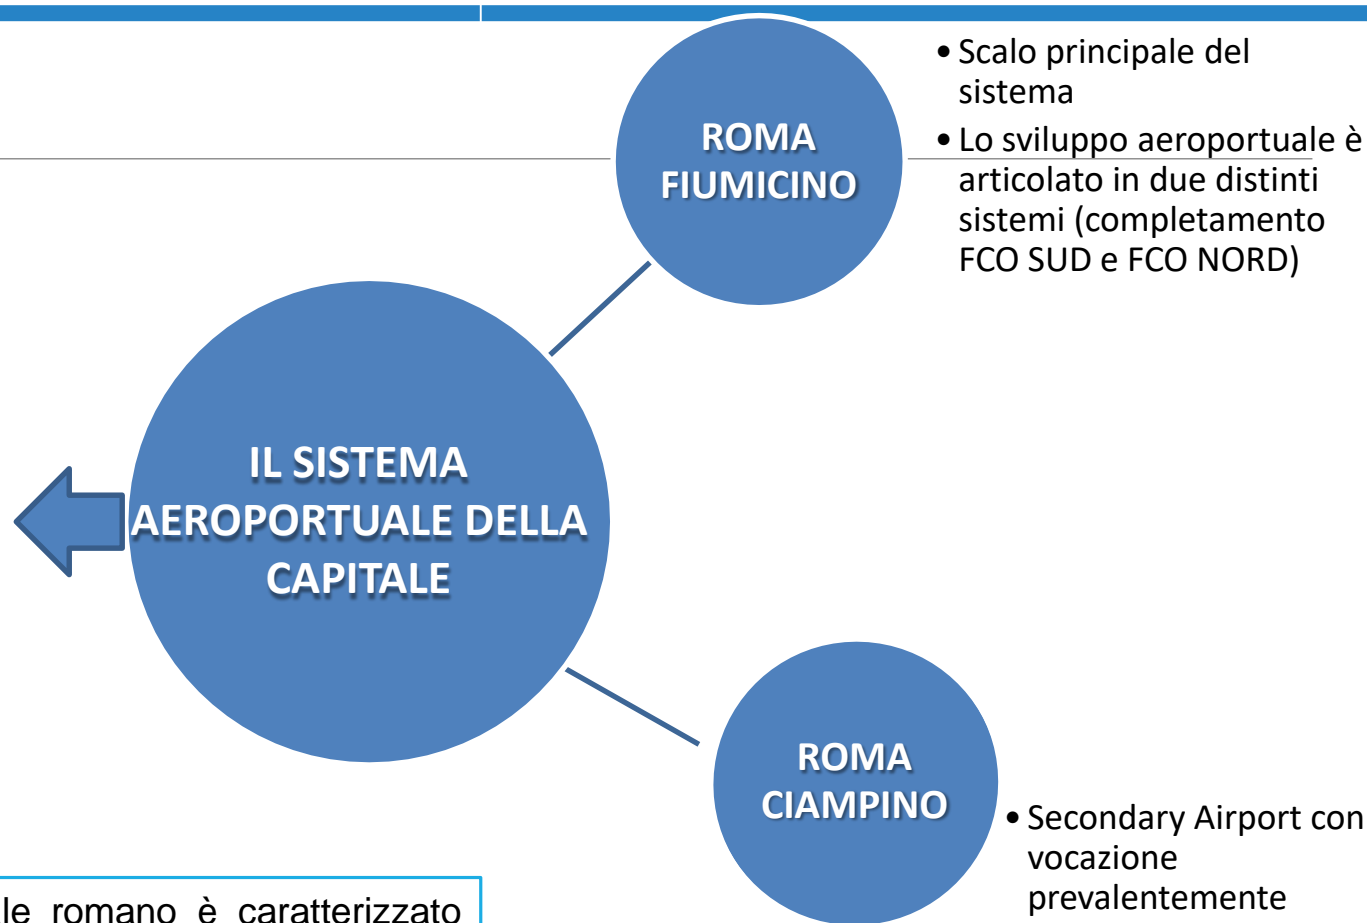 • Scalo principale del
sistema
• Lo sviluppo aeroportuale è
articolato in due distinti
sistemi (completamento
FCO SUD e FCO NORD)
ROMA
FIUMICINO
IL SISTEMA
AEROPORTUALE DELLA
CAPITALE
ROMA
CIAMPINO
• Secondary Airport con
vocazione
prevalentemente
le romano è caratterizzato